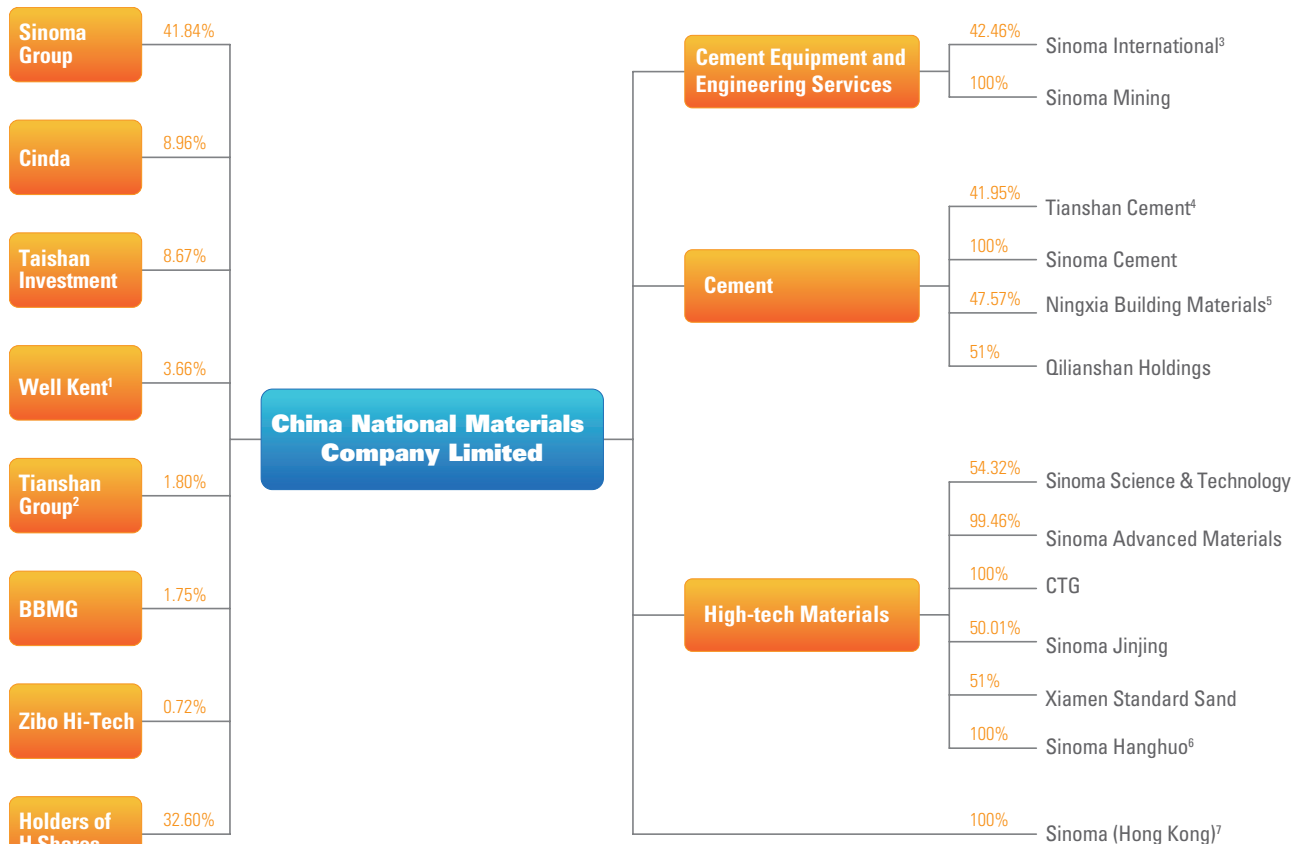 Sinoma
Group
41.84%
Cinda
8.96%
Taishan
Investment
8.67%
Well Kent¹
3.66%
Tianshan
Group²
1.80%
BBMG
1.75%
Zibo Hi-Tech
0.72%
Holders of
H Shares
32.60%
China National Materials
Company Limited
Cement Equipment and
Engineering Services
42.46%
Sinoma International³
100%
Sinoma Mining
Cement
41.95%
Tianshan Cement⁴
100%
Sinoma Cement
47.57%
Ningxia Building Materials⁵
51%
Qilianshan Holdings
High-tech Materials
54.32%
Sinoma Science & Technology
99.46%
Sinoma Advanced Materials
100%
CTG
50.01%
Sinoma Jinjing
51%
Xiamen Standard Sand
100%
Sinoma Hanghuo⁶
100%
Sinoma (Hong Kong)⁷